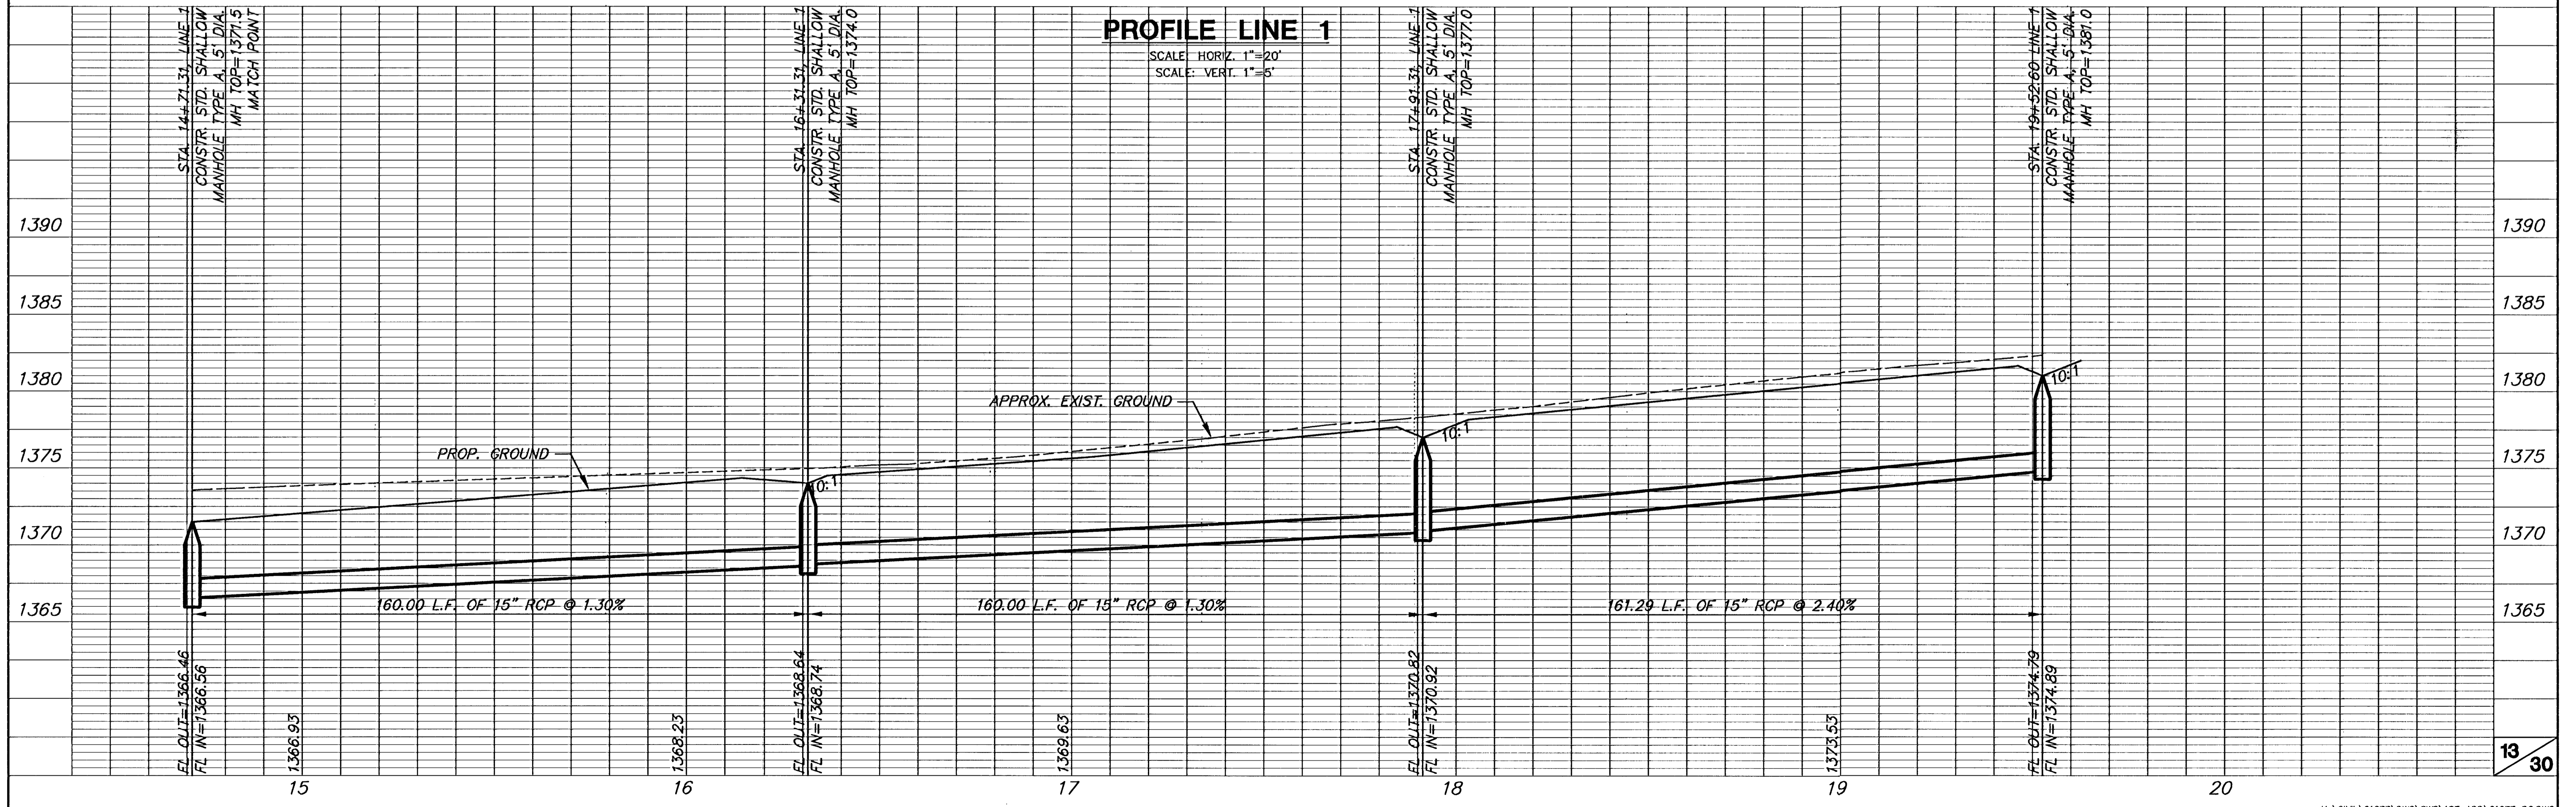 PROFILE LINE 1
SCALE: HORIZ. 1"=20'
SCALE: VERT. 1"=5'
STA. 14+71.31, LINE 1
CONSTR. STD. SHALLOW
MANHOLE TYPE A, 5' DIA.
MH TOP=1371.5
MATCH POINT
STA. 16+31.31, LINE 1
CONSTR. STD. SHALLOW
MANHOLE TYPE A, 5' DIA.
MH TOP=1374.0
STA. 17+91.31, LINE 1
CONSTR. STD. SHALLOW
MANHOLE TYPE A, 5' DIA.
MH TOP=1377.0
STA. 19+52.60 LINE 1
CONSTR. STD. SHALLOW
MANHOLE TYPE A, 5' DIA.
MH TOP=1381.0
1390
1390
1385
1385
1380
1380
10:1
APPROX. EXIST. GROUND
10:1
PROP. GROUND
1375
1375
10:1
1370
1370
1365
160.00 L.F. OF 15" RCP @ 1.30%
160.00 L.F. OF 15" RCP @ 1.30%
161.29 L.F. OF 15" RCP @ 2.40%
1365
FL OUT=1366.46
FL IN=1366.56
1366.93
1368.23
FL OUT=1368.64
FL IN=1368.74
1369.63
FL OUT=1370.82
FL IN=1370.92
1373.53
FL OUT=1374.79
FL IN=1374.89
13
30
15
16
17
18
19
20